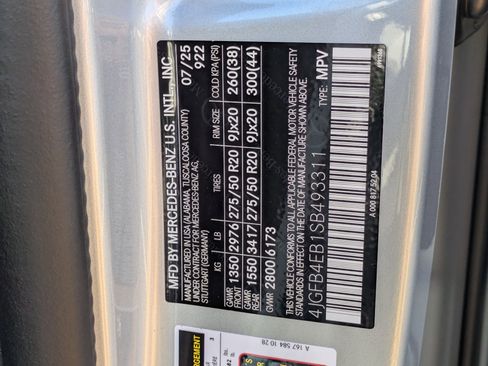 MFD BY MERCEDES-BENZ U.S. INTL., INC.
07/25
MANUFACTURED IN USA (ALABAMA, TUSCALOOSA COUNTY)
922
UNDER CONTRACT FOR MERCEDES-BENZ AG,
STUTTGART (GERMANY)
KG LB TIRES RIM SIZE COLD KPA(PSI)
GAWR
FRONT 1350 2976 275/50 R20 9Jx20 260(38)
GAWR
REAR 1550 3417 275/50 R20 9Jx20 300(44)
GVWR 2800 6173
THIS VEHICLE CONFORMS TO ALL APPLICABLE FEDERAL MOTOR VEHICLE SAFETY
STANDARDS IN EFFECT ON THE DATE OF MANUFACTURE SHOWN ABOVE.
4JGFB4EB1SB493311 TYPE: MPV
A 000 817 52 04
A 167 584 10 28